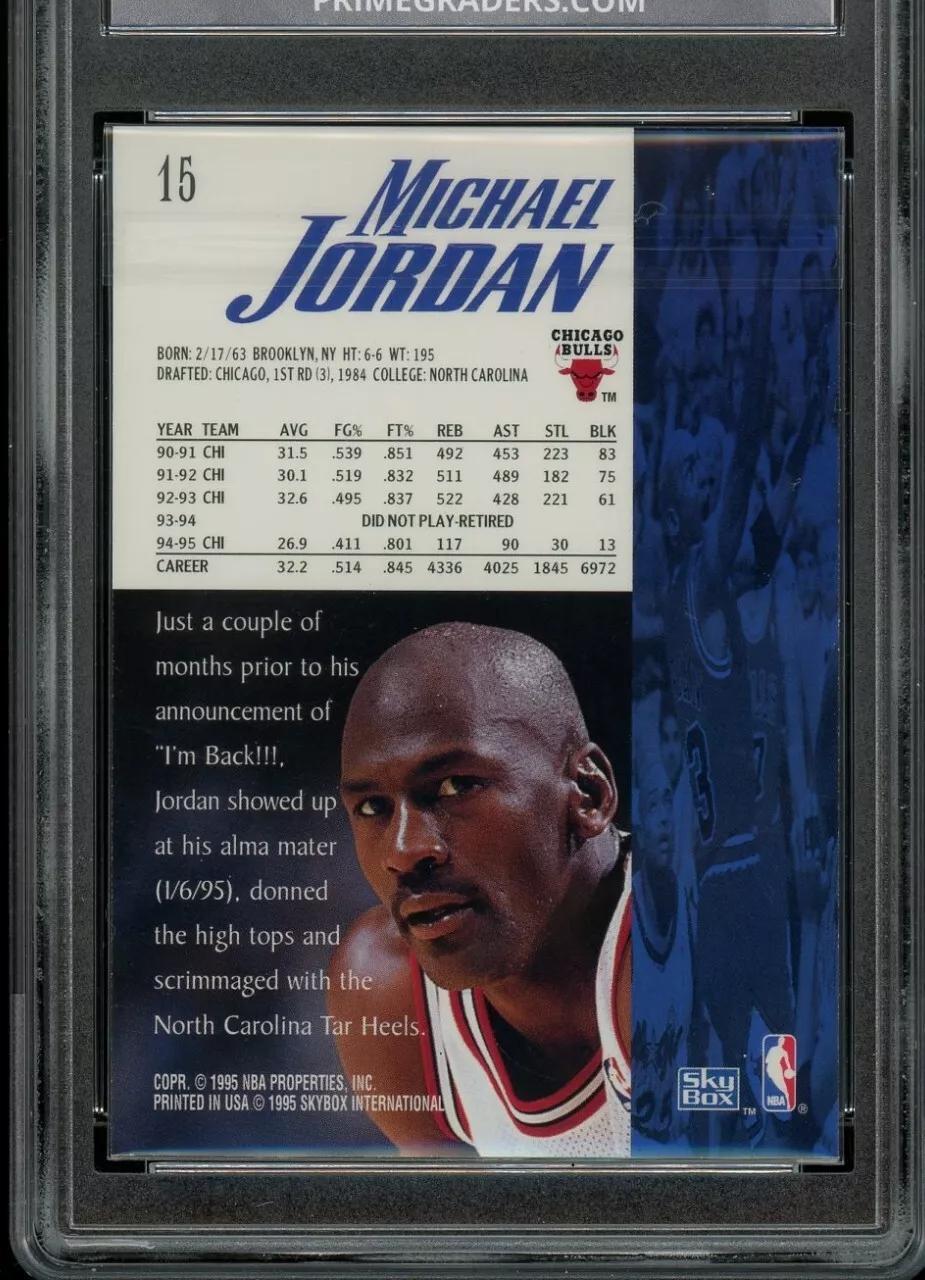 PRIMEGRADERS.COM
15
MICHAEL
JORDAN
CHICAGO
BULLS
TM
BORN: 2/17/63 BROOKLYN, NY HT: 6-6 WT: 195
DRAFTED: CHICAGO, 1ST RD (3), 1984 COLLEGE: NORTH CAROLINA
YEAR TEAM AVG FG% FT% REB AST STL BLK
90-91 CHI 31.5 .539 .851 492 453 223 83
91-92 CHI 30.1 .519 .832 511 489 182 75
92-93 CHI 32.6 .495 .837 522 428 221 61
93-94 DID NOT PLAY-RETIRED
94-95 CHI 26.9 .411 .801 117 90 30 13
CAREER 32.2 .514 .845 4336 4025 1845 6972
Just a couple of
months prior to his
announcement of
"I'm Back!!!,
Jordan showed up
at his alma mater
(1/6/95), donned
the high tops and
scrimmaged with the
North Carolina Tar Heels.
COPR. © 1995 NBA PROPERTIES, INC.
PRINTED IN USA © 1995 SKYBOX INTERNATIONAL
Sky
BOX
TM
NBA
®